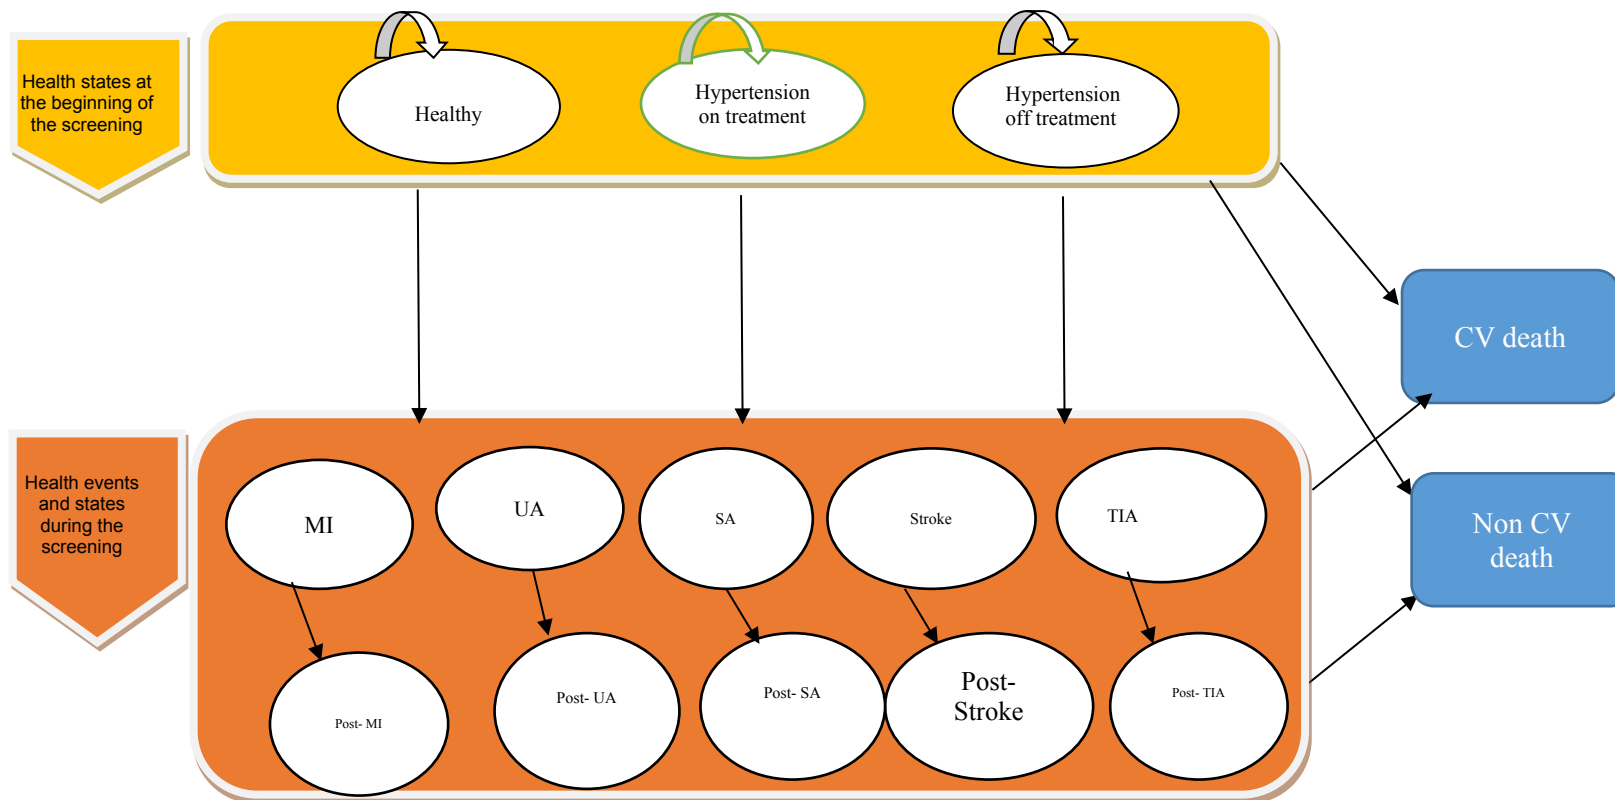 Health states at
the beginning of
the screening
Healthy
Hypertension
on treatment
Hypertension
off treatment
CV death
Non CV
death
Health events
and states
during the
screening
MI
UA
SA
Stroke
TIA
Post- MI
Post- UA
Post- SA
Post-
Stroke
Post- TIA